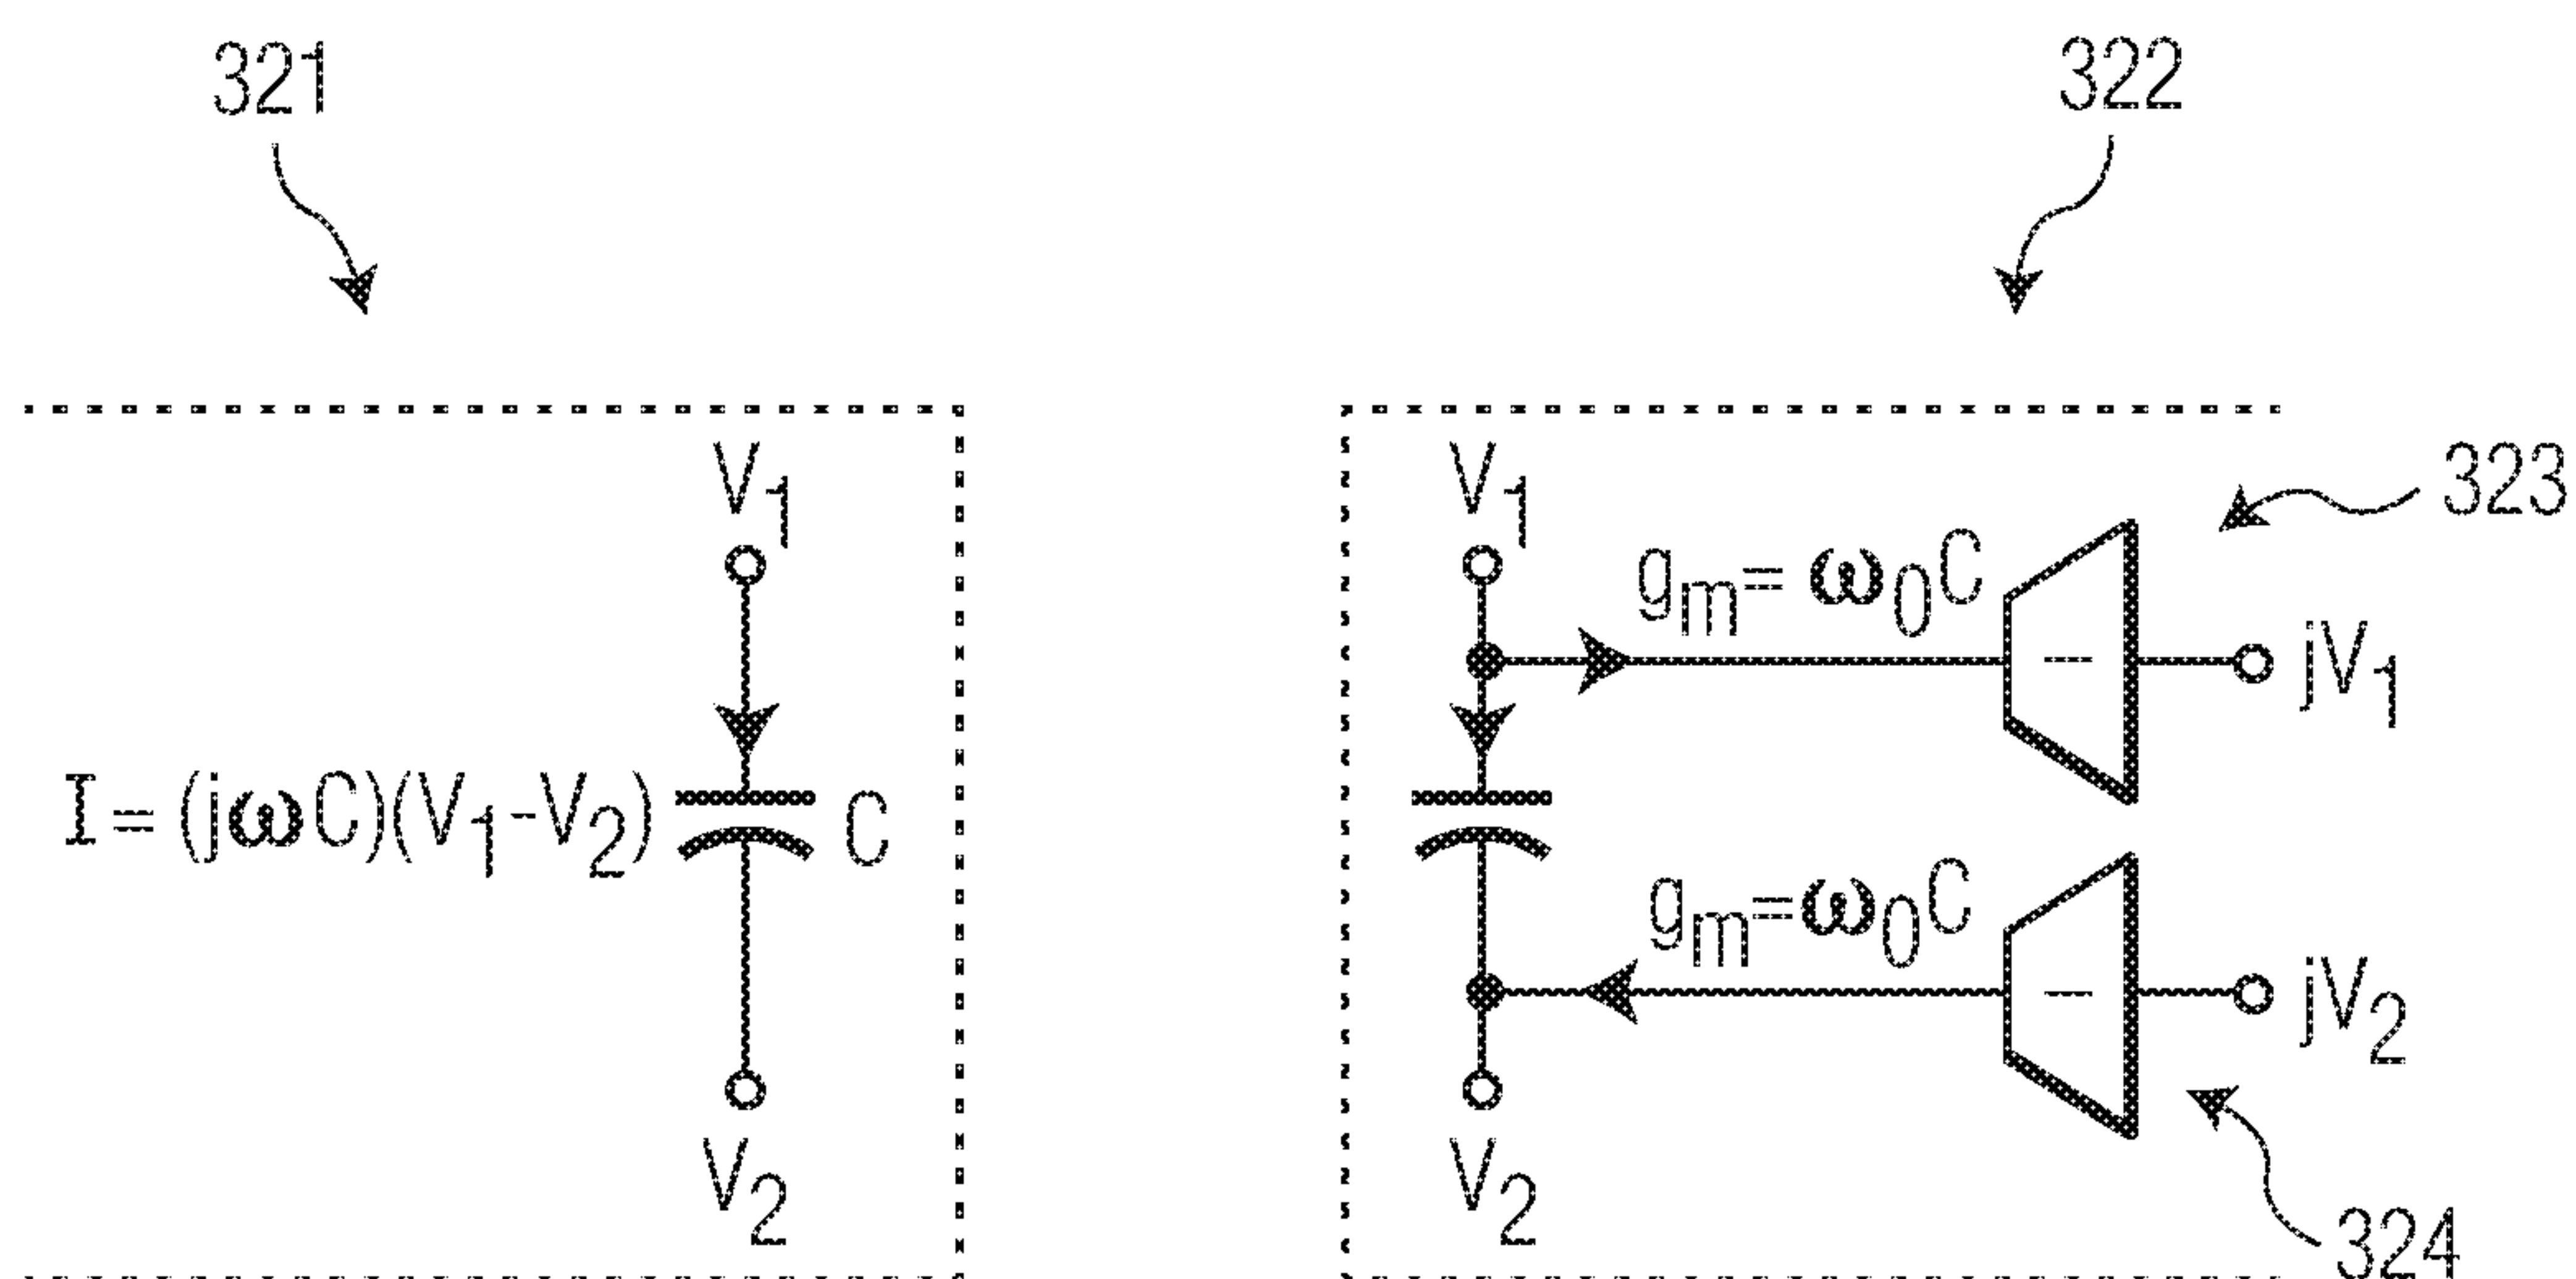 321
322
V₁
I = (jωC)(V₁-V₂)
C
V₂
V₁
gₘ= ω₀C
323
jV₁
gₘ=ω₀C
jV₂
V₂
324